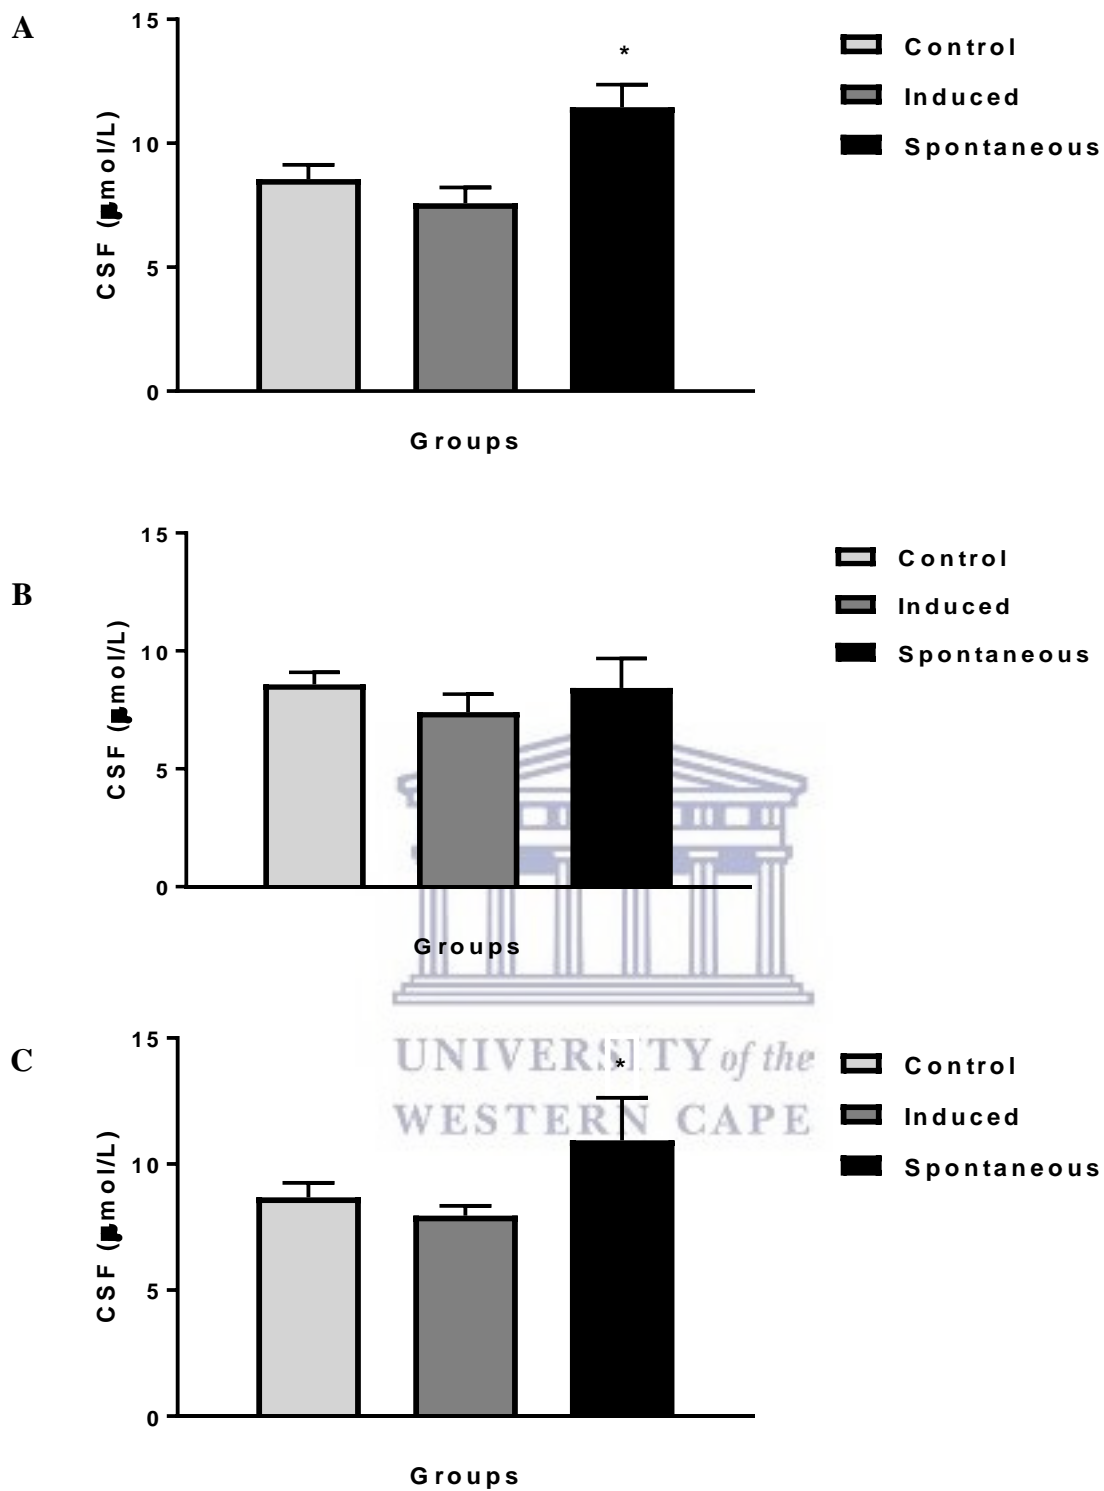 A
15
10
5
0
CSF (μmol/L)
*
Groups
Control
Induced
Spontaneous
B
15
10
5
0
CSF (μmol/L)
Groups
Control
Induced
Spontaneous
C
15
10
5
0
CSF (μmol/L)
*
Groups
Control
Induced
Spontaneous
UNIVERSITY of the
WESTERN CAPE